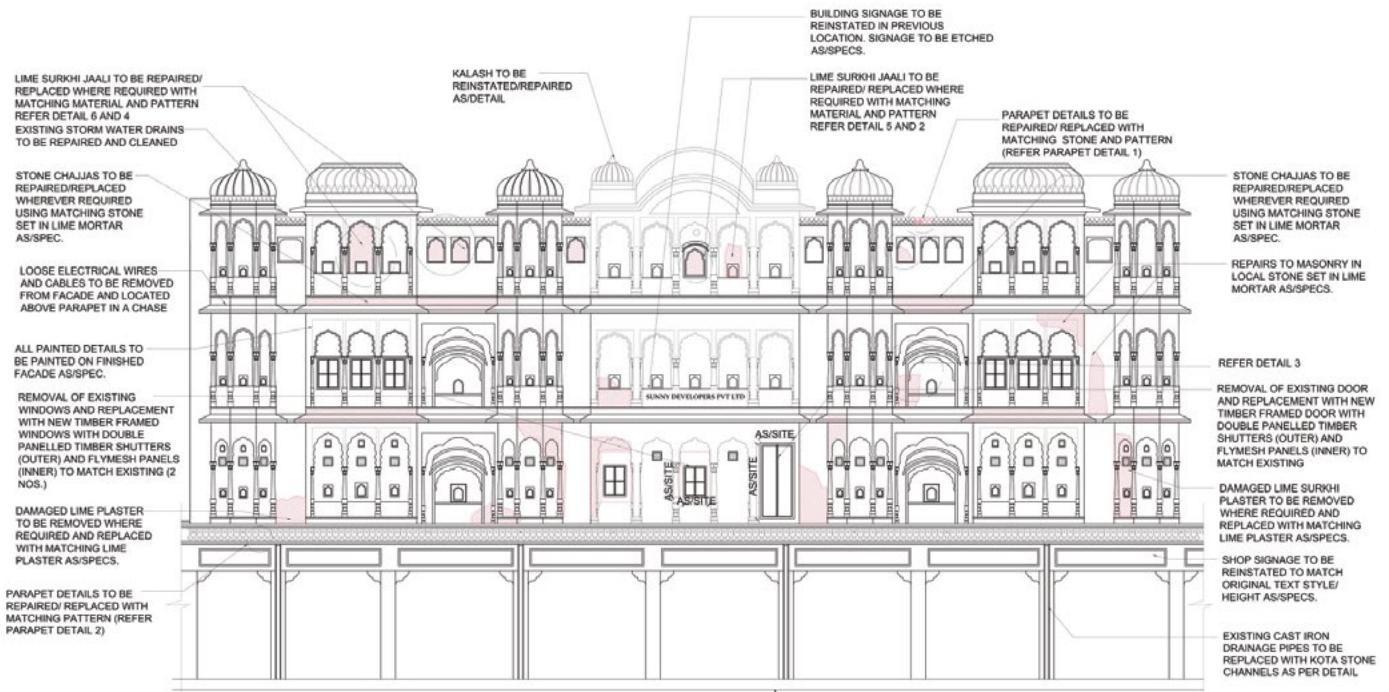 BUILDING SIGNAGE TO BE
REINSTATED IN PREVIOUS
LOCATION. SIGNAGE TO BE ETCHED
AS/SPECS.
KALASH TO BE
REINSTATED/REPAIRED
AS/DETAIL
LIME SURKHI JAALI TO BE
REPAIRED/ REPLACED WHERE
REQUIRED WITH MATCHING
MATERIAL AND PATTERN
REFER DETAIL 5 AND 2
PARAPET DETAILS TO BE
REPAIRED/ REPLACED WITH
MATCHING STONE AND PATTERN
(REFER PARAPET DETAIL 1)
LIME SURKHI JAALI TO BE REPAIRED/
REPLACED WHERE REQUIRED WITH
MATCHING MATERIAL AND PATTERN
REFER DETAIL 6 AND 4
EXISTING STORM WATER DRAINS
TO BE REPAIRED AND CLEANED
STONE CHAJJAS TO BE
REPAIRED/REPLACED
WHEREVER REQUIRED
USING MATCHING STONE
SET IN LIME MORTAR
AS/SPEC.
LOOSE ELECTRICAL WIRES
AND CABLES TO BE REMOVED
FROM FACADE AND LOCATED
ABOVE PARAPET IN A CHASE
ALL PAINTED DETAILS TO
BE PAINTED ON FINISHED
FACADE AS/SPEC.
REMOVAL OF EXISTING
WINDOWS AND REPLACEMENT
WITH NEW TIMBER FRAMED
WINDOWS WITH DOUBLE
PANELLED TIMBER SHUTTERS
(OUTER) AND FLYMESH PANELS
(INNER) TO MATCH EXISTING (2
NOS.)
DAMAGED LIME PLASTER
TO BE REMOVED WHERE
REQUIRED AND REPLACED
WITH MATCHING LIME
PLASTER AS/SPECS.
PARAPET DETAILS TO BE
REPAIRED/ REPLACED WITH
MATCHING PATTERN (REFER
PARAPET DETAIL 2)
SUNNY DEVELOPERS PVT LTD
AS/SITE
AS/SITE
AS/SITE
AS/SITE
STONE CHAJJAS TO BE
REPAIRED/REPLACED
WHEREVER REQUIRED
USING MATCHING STONE
SET IN LIME MORTAR
AS/SPEC.
REPAIRS TO MASONRY IN
LOCAL STONE SET IN LIME
MORTAR AS/SPECS.
REFER DETAIL 3
REMOVAL OF EXISTING DOOR
AND REPLACEMENT WITH NEW
TIMBER FRAMED DOOR WITH
DOUBLE PANELLED TIMBER
SHUTTERS (OUTER) AND
FLYMESH PANELS (INNER) TO
MATCH EXISTING
DAMAGED LIME SURKHI
PLASTER TO BE REMOVED
WHERE REQUIRED AND
REPLACED WITH MATCHING
LIME PLASTER AS/SPECS.
SHOP SIGNAGE TO BE
REINSTATED TO MATCH
ORIGINAL TEXT STYLE/
HEIGHT AS/SPECS.
EXISTING CAST IRON
DRAINAGE PIPES TO BE
REPLACED WITH KOTA STONE
CHANNELS AS PER DETAIL